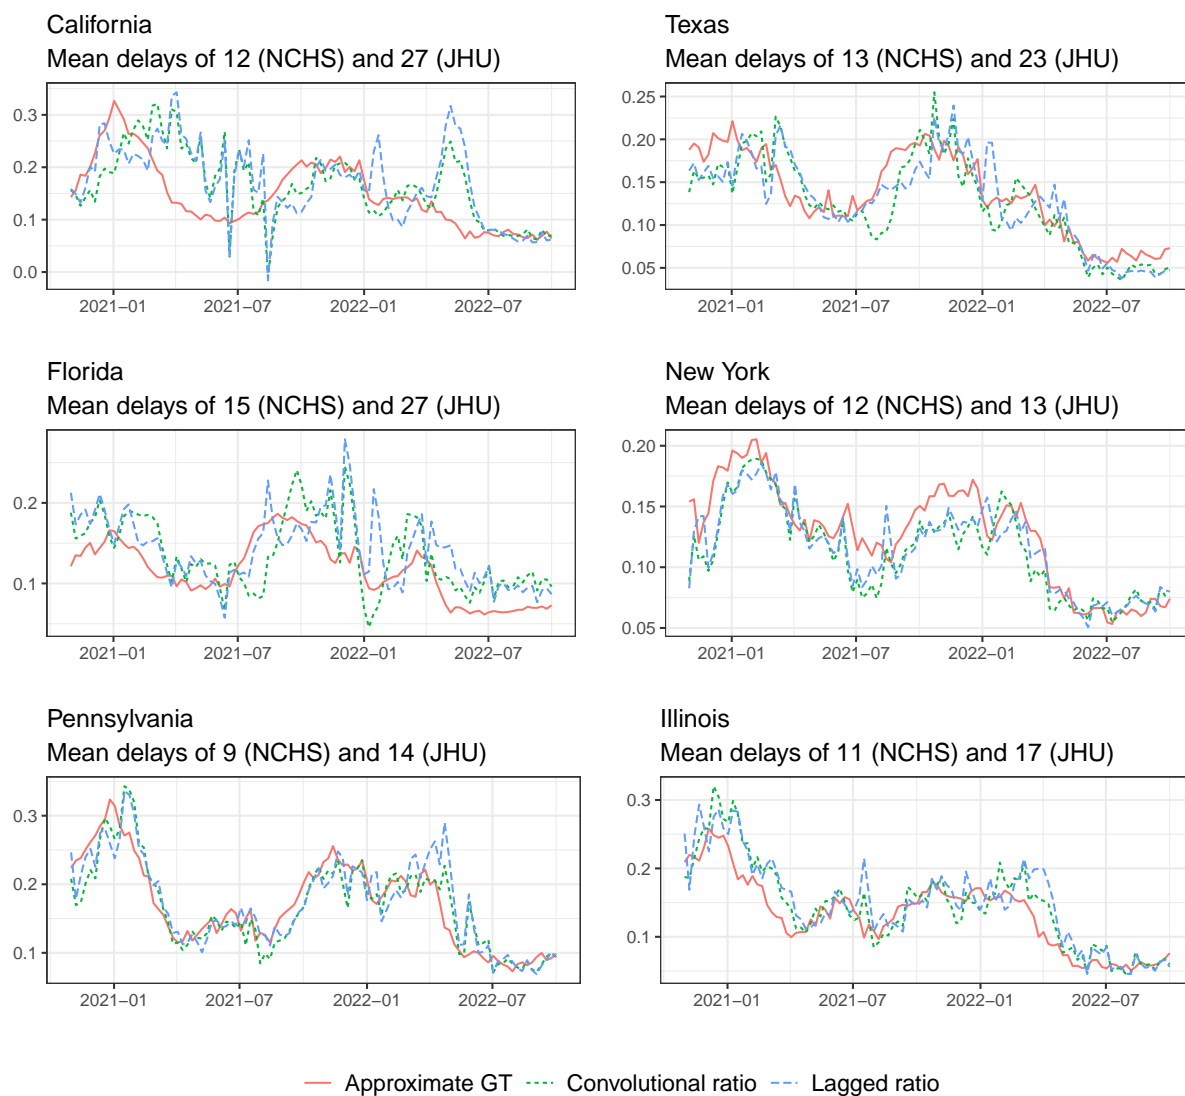 California
Mean delays of 12 (NCHS) and 27 (JHU)
0.3
0.2
0.1
0.0
2021−01 2021−07 2022−01 2022−07
Texas
Mean delays of 13 (NCHS) and 23 (JHU)
0.25
0.20
0.15
0.10
0.05
2021−01 2021−07 2022−01 2022−07
Florida
Mean delays of 15 (NCHS) and 27 (JHU)
0.2
0.1
2021−01 2021−07 2022−01 2022−07
New York
Mean delays of 12 (NCHS) and 13 (JHU)
0.20
0.15
0.10
0.05
2021−01 2021−07 2022−01 2022−07
Pennsylvania
Mean delays of 9 (NCHS) and 14 (JHU)
0.3
0.2
0.1
2021−01 2021−07 2022−01 2022−07
Illinois
Mean delays of 11 (NCHS) and 17 (JHU)
0.3
0.2
0.1
2021−01 2021−07 2022−01 2022−07
Approximate GT Convolutional ratio Lagged ratio